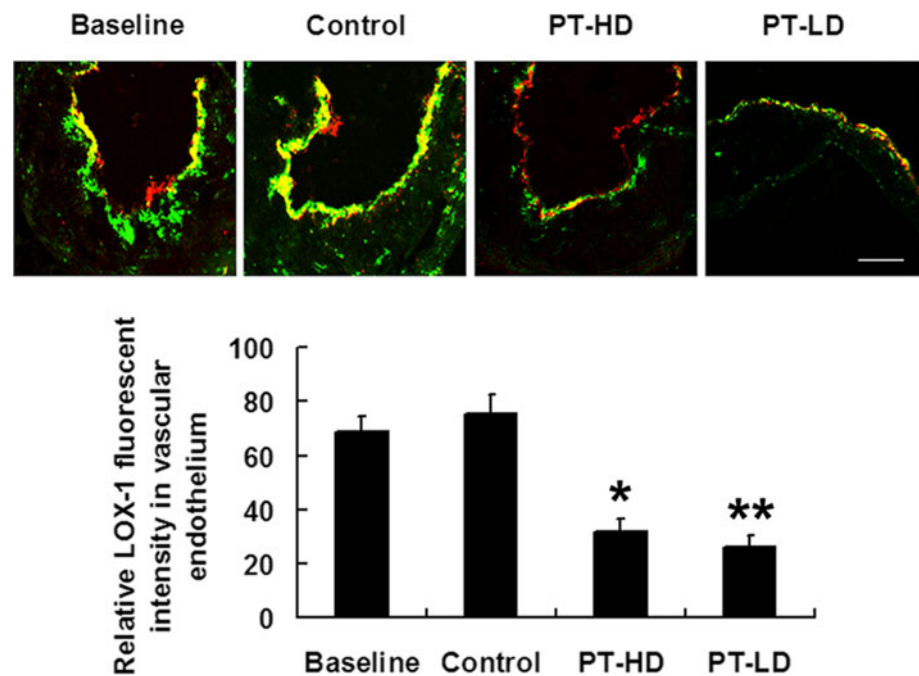 Baseline Control PT-HD PT-LD
Relative LOX-1 fluorescent
intensity in vascular
endothelium
100
80
60
40
20
0
*
**
Baseline Control PT-HD PT-LD